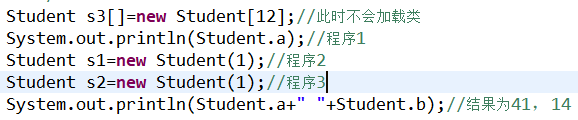 Student s3[]=new Student[12];//此时不会加载类
System.out.println(Student.a);//程序1
Student s1=new Student(1);//程序2
Student s2=new Student(1);//程序3
System.out.println(Student.a+" "+Student.b);//结果为41，14